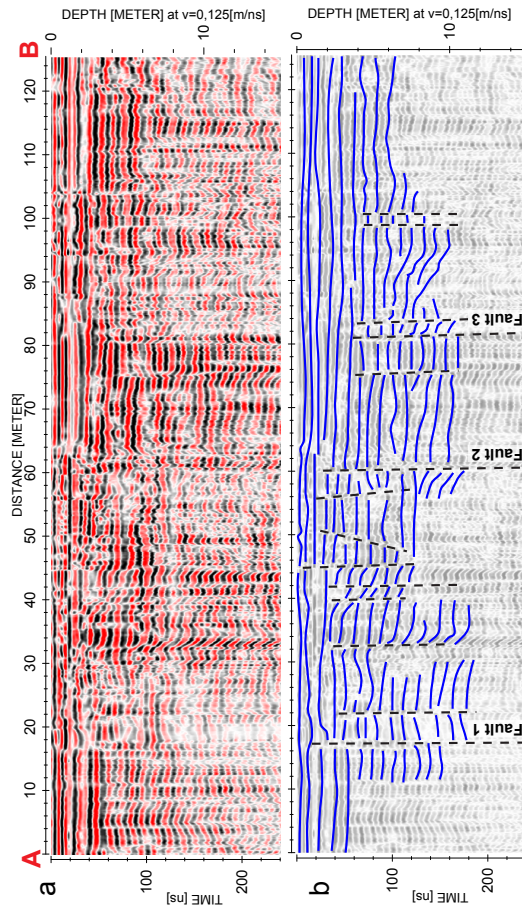 A
B
DISTANCE [METER]
10
20
30
40
50
60
70
80
90
100
110
120
a
TIME [ns]
100
200
DEPTH [METER] at v=0,125[m/ns]
0
10
b
TIME [ns]
100
200
DEPTH [METER] at v=0,125[m/ns]
0
10
Fault 1
Fault 2
Fault 3